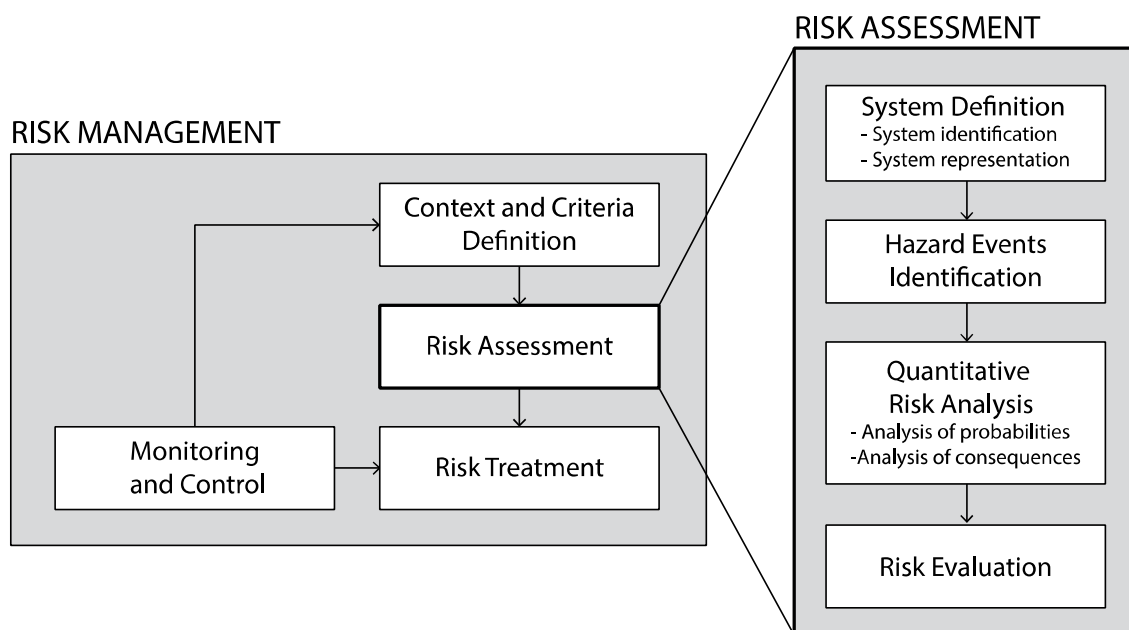 RISK MANAGEMENT
Context and Criteria
Definition
Risk Assessment
Monitoring
and Control
Risk Treatment
RISK ASSESSMENT
System Definition
- System identification
- System representation
Hazard Events
Identification
Quantitative
Risk Analysis
- Analysis of probabilities
-Analysis of consequences
Risk Evaluation